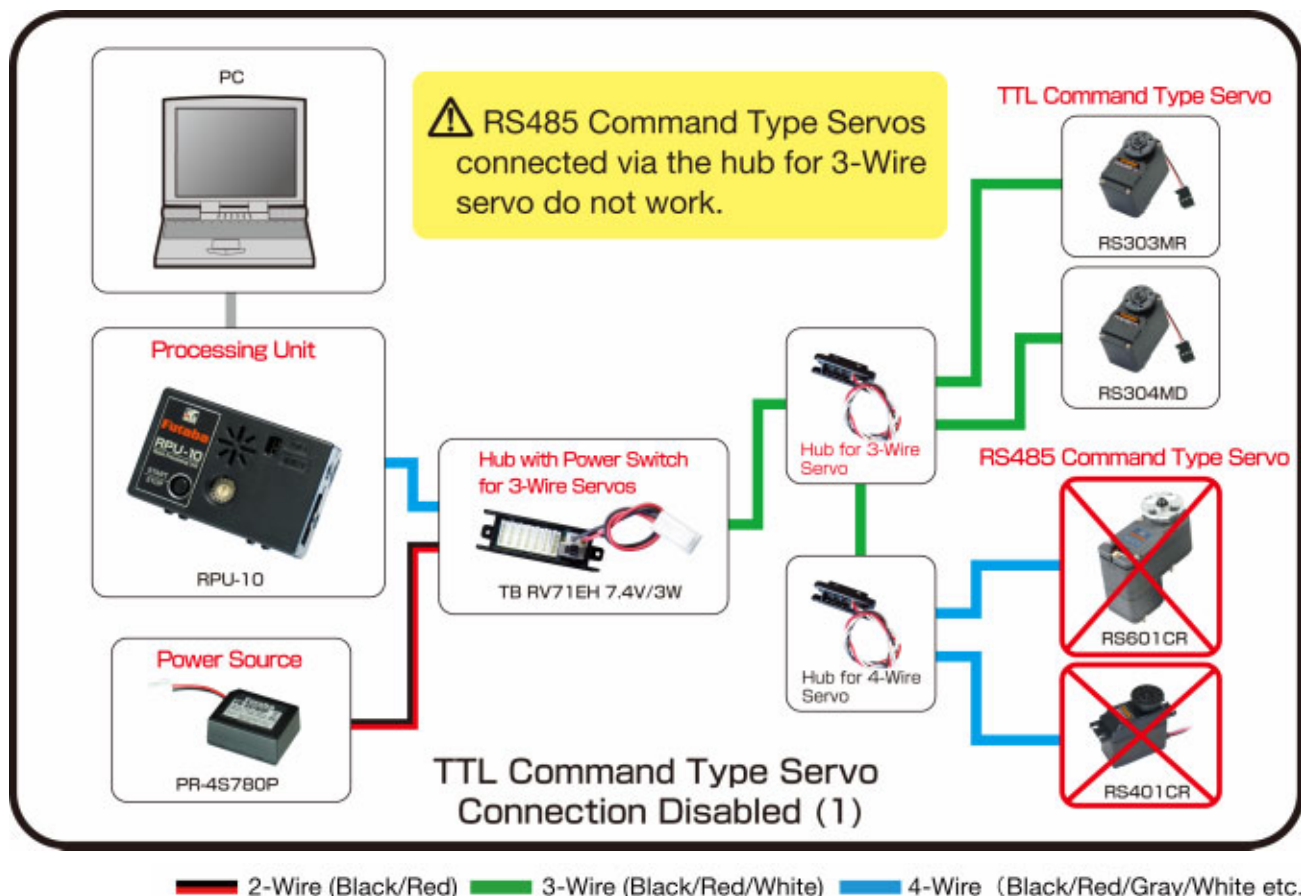 PC
⚠ RS485 Command Type Servos
connected via the hub for 3-Wire
servo do not work.
TTL Command Type Servo
RS303MR
RS304MD
Processing Unit
Futaba
RPU-10
START
STOP
RPU-10
Hub with Power Switch
for 3-Wire Servos
TB RV71EH 7.4V/3W
Hub for 3-Wire
Servo
RS485 Command Type Servo
RS601CR
Hub for 4-Wire
Servo
RS401CR
Power Source
PR-4S780P
TTL Command Type Servo
Connection Disabled (1)
2-Wire (Black/Red)
3-Wire (Black/Red/White)
4-Wire (Black/Red/Gray/White etc.